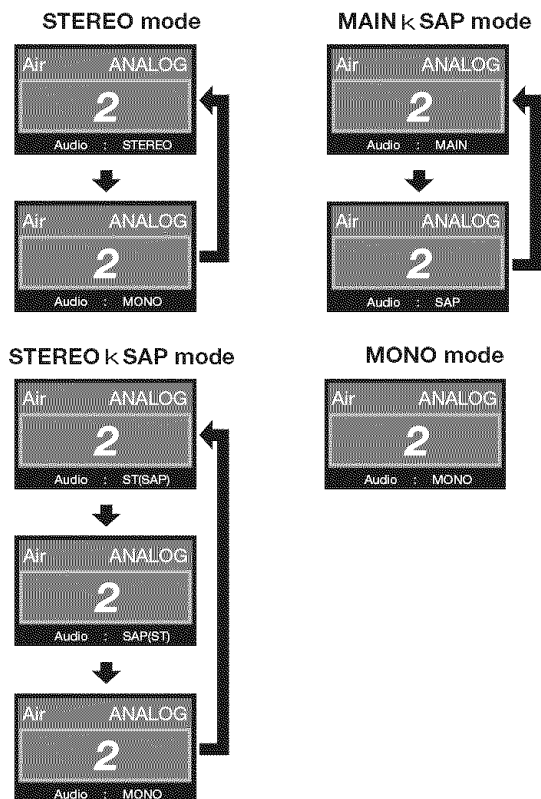 STEREO mode
Air ANALOG
2
Audio : STEREO
Air ANALOG
2
Audio : MONO
MAIN k SAP mode
Air ANALOG
2
Audio : MAIN
Air ANALOG
2
Audio : SAP
STEREO k SAP mode
Air ANALOG
2
Audio : ST(SAP)
Air ANALOG
2
Audio : SAP(ST)
Air ANALOG
2
Audio : MONO
MONO mode
Air ANALOG
2
Audio : MONO